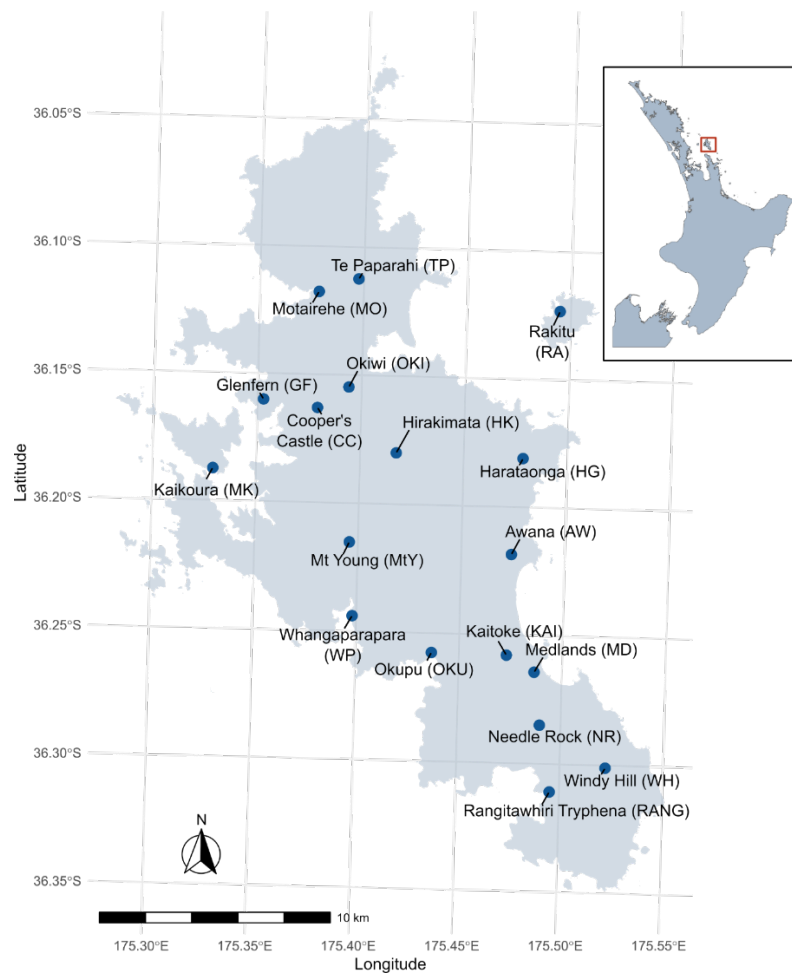 36.05°S
36.10°S
Te Paparahi (TP)
Motairehe (MO)
Rakitu
(RA)
36.15°S
Okiwi (OKI)
Glenfern (GF)
Cooper's
Castle (CC)
Hirakimata (HK)
Harataonga (HG)
Kaikoura (MK)
Latitude
36.20°S
Awana (AW)
Mt Young (MtY)
36.25°S
Whangaparapara
(WP)
Kaitoke (KAI)
Medlands (MD)
Okupu (OKU)
36.30°S
Needle Rock (NR)
Windy Hill (WH)
Rangitawhiri Tryphena (RANG)
N
36.35°S
10 km
175.30°E
175.35°E
175.40°E
175.45°E
175.50°E
175.55°E
Longitude